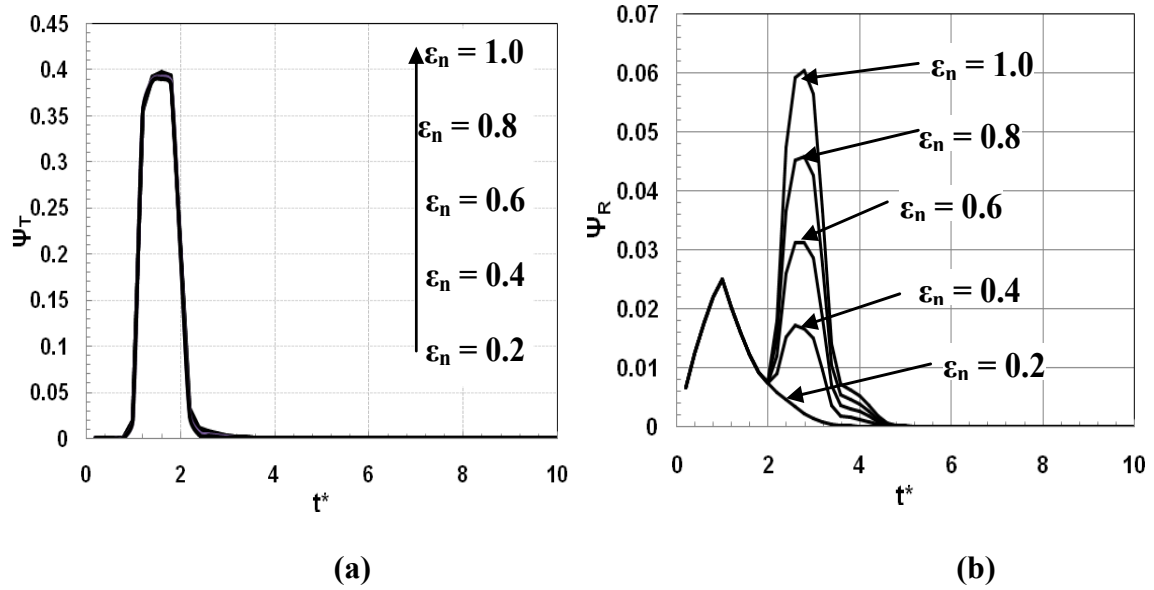 0.45
0.4
0.35
0.3
0.25
0.2
0.15
0.1
0.05
0
Ψ_T
εₙ = 1.0
εₙ = 0.8
εₙ = 0.6
εₙ = 0.4
εₙ = 0.2
0 2 4 6 8 10
t*
(a)
0.07
0.06
0.05
0.04
0.03
0.02
0.01
0
Ψ_R
εₙ = 1.0
εₙ = 0.8
εₙ = 0.6
εₙ = 0.4
εₙ = 0.2
0 2 4 6 8 10
t*
(b)